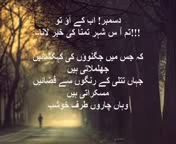 دسمبر! اب کے آؤ تو
تم اُس شہرِ تمنا کی خبر لانا!!!
کہ جس میں جگنوؤں کی کہکشائیں
جھلملاتی ہیں
جہاں تتلی کے رنگوں سے فضائیں
مسکراتی ہیں
وہاں چاروں طرف خوشبو